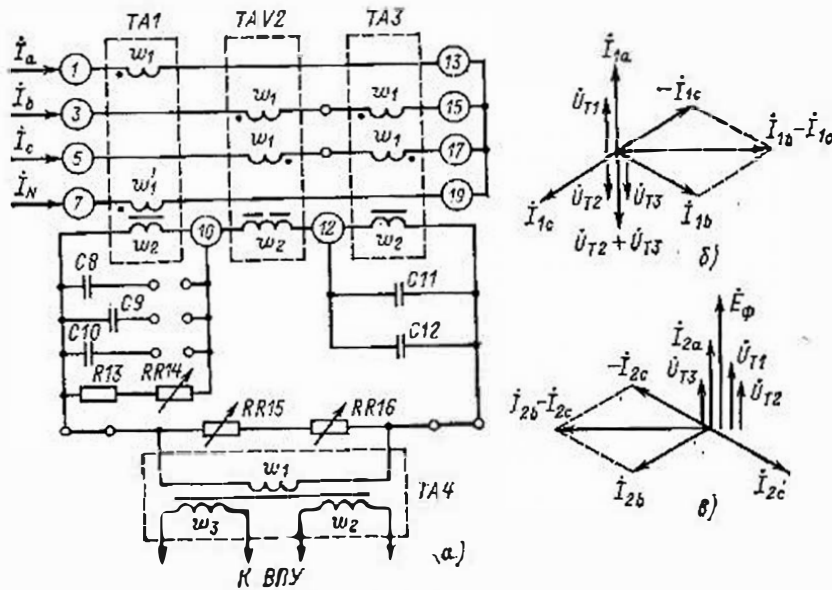 TA1 TAV2 TA3
İa 1 w1 13
İb 3 w1 w1 15
İc 5 w1 w1 17
İN 7 w1' 19
w2 10 w2 12 w2
C8
C9
C10
R13 RR14
C11
C12
RR15 RR16
w1
w3 w2
TA4
К ВПУ
а)
İ1a
U̇T1
-İ1c
İ1b-İ1c
İ1c
U̇T2 U̇T3
İ1b
U̇T2+U̇T3
б)
Ėф
İ2a
U̇T1
-İ2c
U̇T3
U̇T2
İ2b-İ2c
İ2b
İ2c
в)